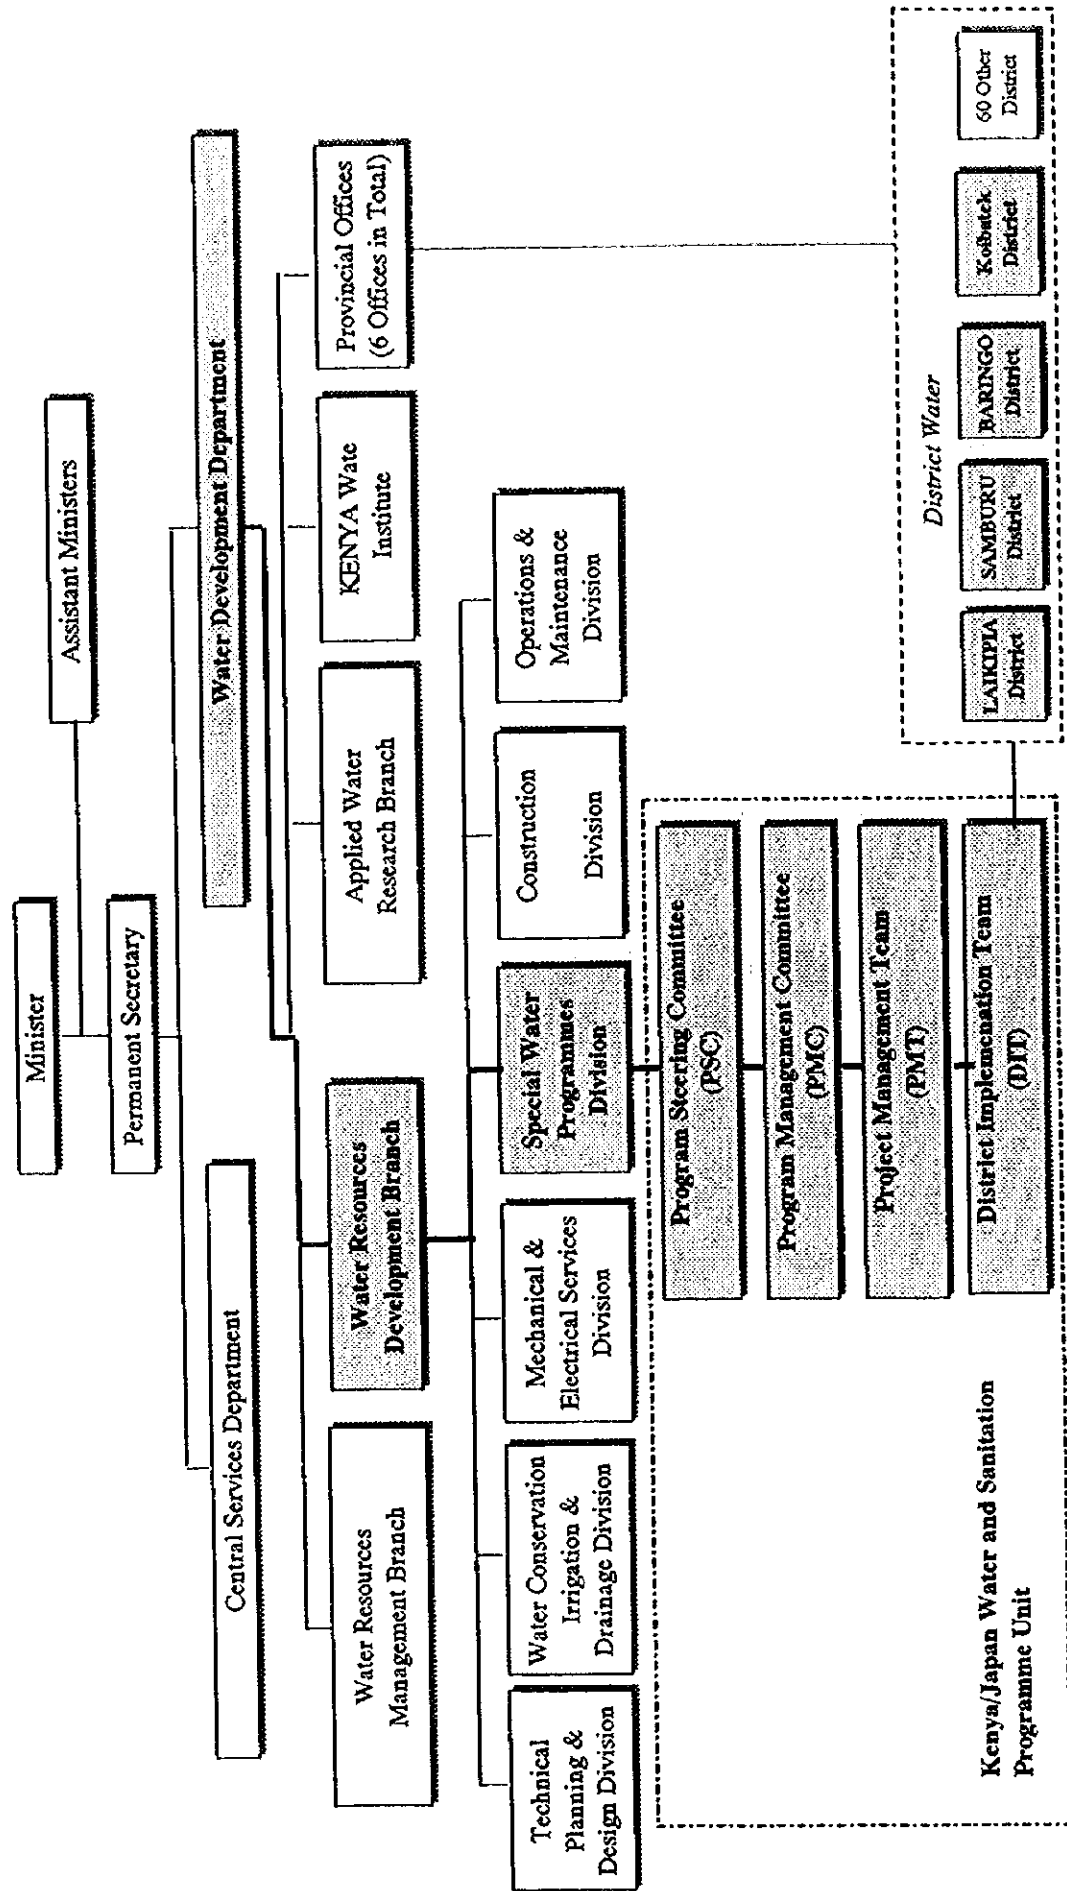 Minister
Assistant Ministers
Permanent Secretary
Central Services Department
Water Development Department
Water Resources
Management Branch
Water Resources
Development Branch
Applied Water
Research Branch
KENYA Wate
Institute
Provincial Offices
(6 Offices in Total)
Technical
Planning &
Design Division
Water Conservation
Irrigation &
Drainage Division
Mechanical &
Electrical Services
Division
Special Water
Programmes
Division
Construction
Division
Operations &
Maintenance
Division
Program Steering Committee
(PSC)
Program Management Committee
(PMC)
Project Management Team
(PMT)
District Implemenation Team
(DIT)
Kenya/Japan Water and Sanitation
Programme Unit
District Water
LAIKIPIA
District
SAMBURU
District
BARINGO
District
Koibatek
District
60 Other
District